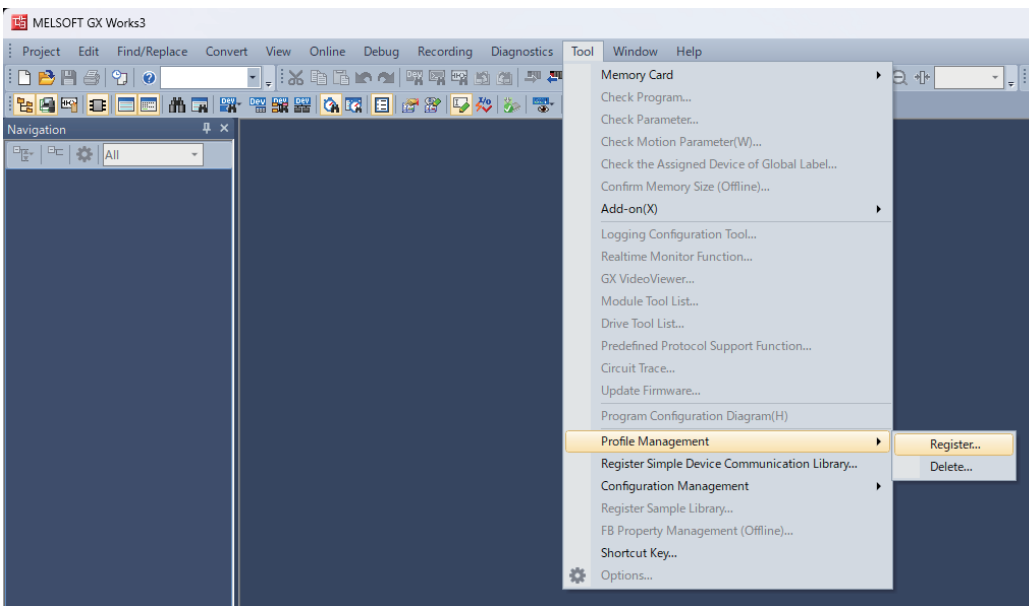 MELSOFT GX Works3
Project Edit Find/Replace Convert View Online Debug Recording Diagnostics Tool Window Help
Navigation
All
Memory Card
Check Program...
Check Parameter...
Check Motion Parameter(W)...
Check the Assigned Device of Global Label...
Confirm Memory Size (Offline)...
Add-on(X)
Logging Configuration Tool...
Realtime Monitor Function...
GX VideoViewer...
Module Tool List...
Drive Tool List...
Predefined Protocol Support Function...
Circuit Trace...
Update Firmware...
Program Configuration Diagram(H)
Profile Management
Register...
Register Simple Device Communication Library...
Delete...
Configuration Management
Register Sample Library...
FB Property Management (Offline)...
Shortcut Key...
Options...